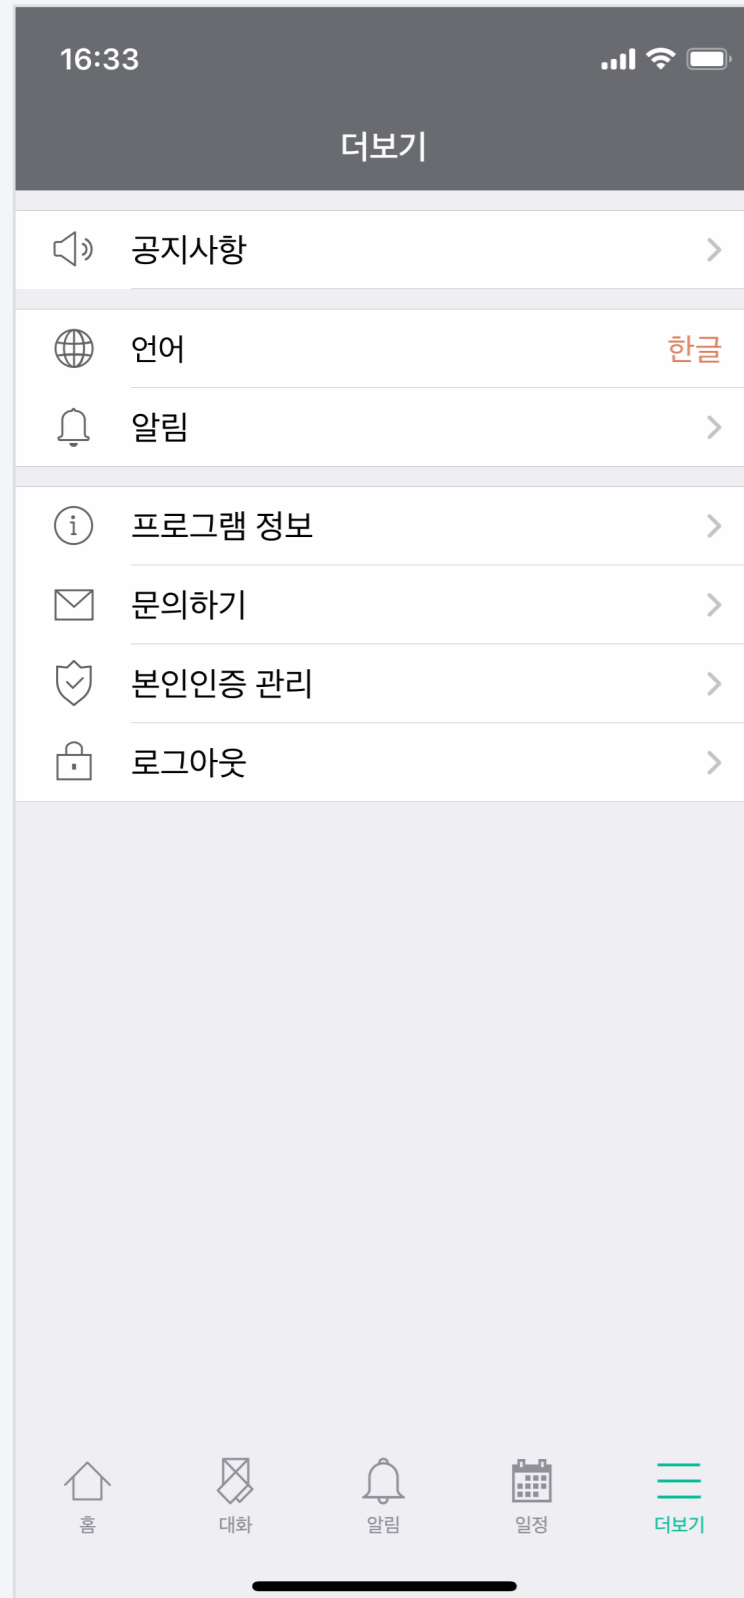 16:33
더보기
공지사항
언어 한글
알림
프로그램 정보
문의하기
본인인증 관리
로그아웃
홈 대화 알림 일정 더보기